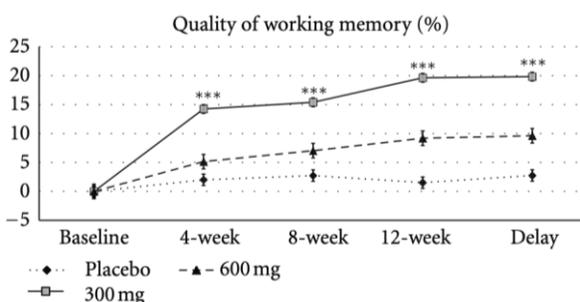 Quality of working memory (%)
25
20
15
10
5
0
−5
*** *** *** ***
Baseline 4-week 8-week 12-week Delay
Placebo 600 mg
300 mg